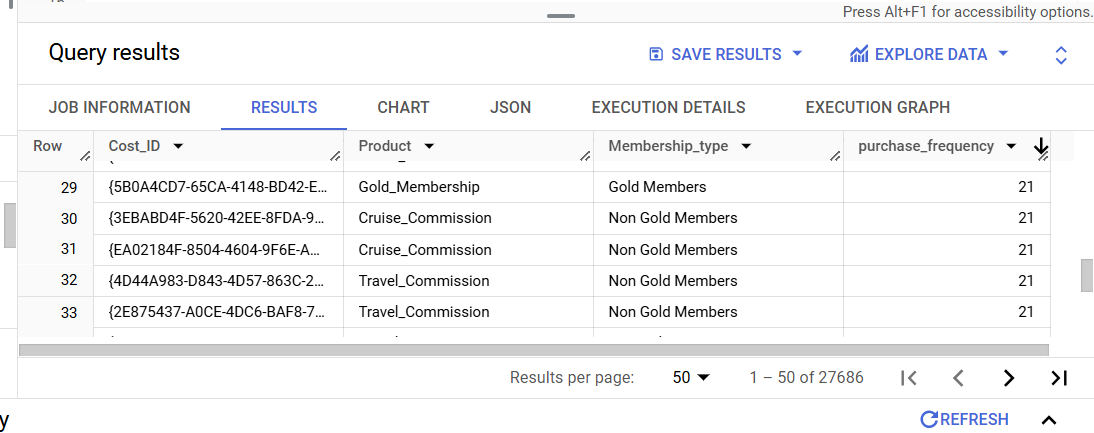 Press Alt+F1 for accessibility options.
Query results
SAVE RESULTS
EXPLORE DATA
JOB INFORMATION RESULTS CHART JSON EXECUTION DETAILS EXECUTION GRAPH
Row Cost_ID Product Membership_type purchase_frequency
29 {5B0A4CD7-65CA-4148-BD42-E... Gold_Membership Gold Members 21
30 {3EBABD4F-5620-42EE-8FDA-9... Cruise_Commission Non Gold Members 21
31 {EA02184F-8504-4604-9F6E-A... Cruise_Commission Non Gold Members 21
32 {4D44A983-D843-4D57-863C-2... Travel_Commission Non Gold Members 21
33 {2E875437-A0CE-4DC6-BAF8-7... Travel_Commission Non Gold Members 21
Results per page: 50 1 – 50 of 27686
y
REFRESH